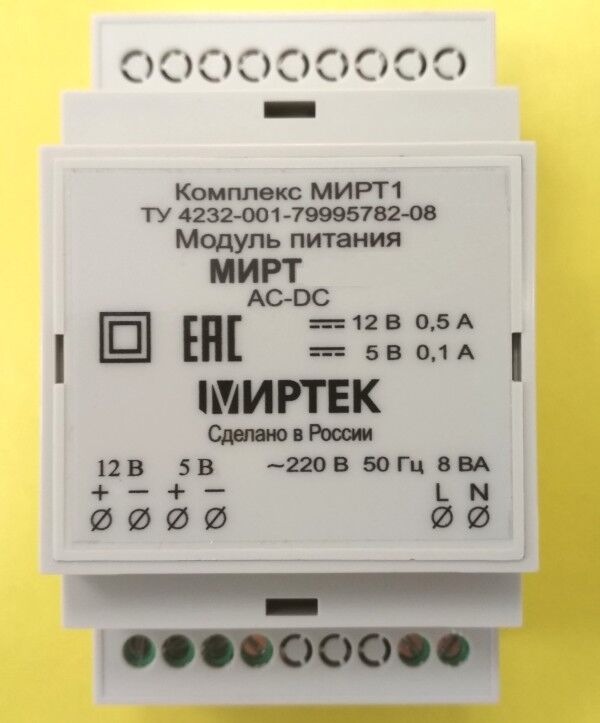 Комплекс МИРТ1
ТУ 4232-001-79995782-08
Модуль питания
МИРТ
AC-DC
12 В 0,5 А
EAC 5 В 0,1 А
МИРТЕК
Сделано в России
12 В 5 В ~220 В 50 Гц 8 ВА
+ − + − L N